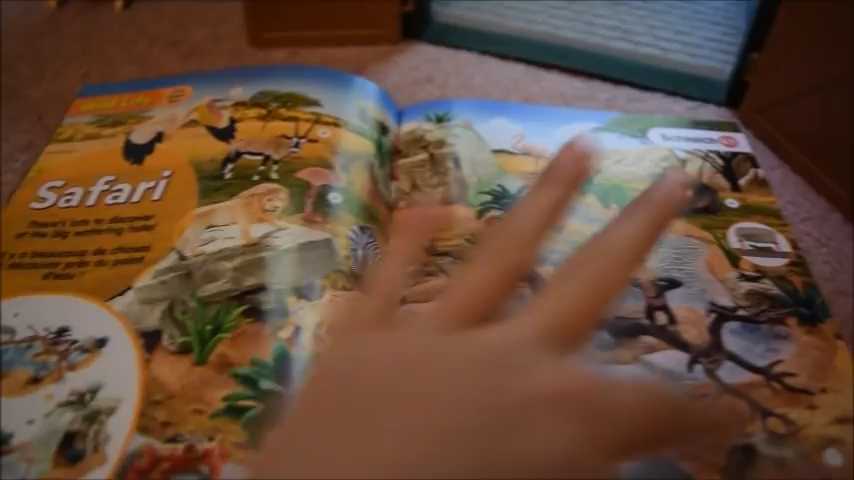 Wild Life
Safari
There's lots to discover
at the big watering hole!
Il y a beaucoup de choses
à découvrir près du point
d'eau !
Schleich